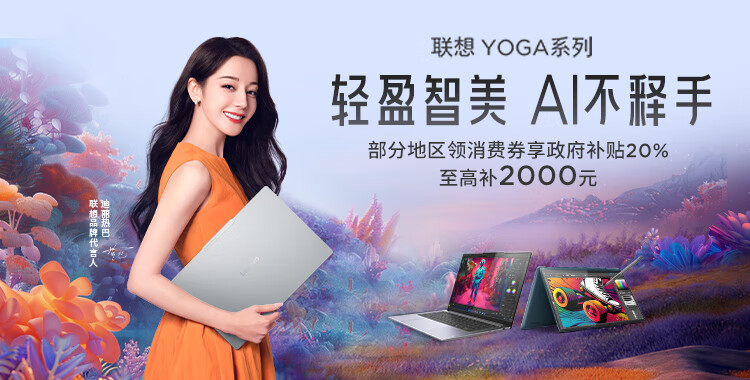 联想 YOGA系列
轻盈智美 AI不释手
部分地区领消费券享政府补贴20%
至高补2000元
迪丽热巴
联想品牌代言人